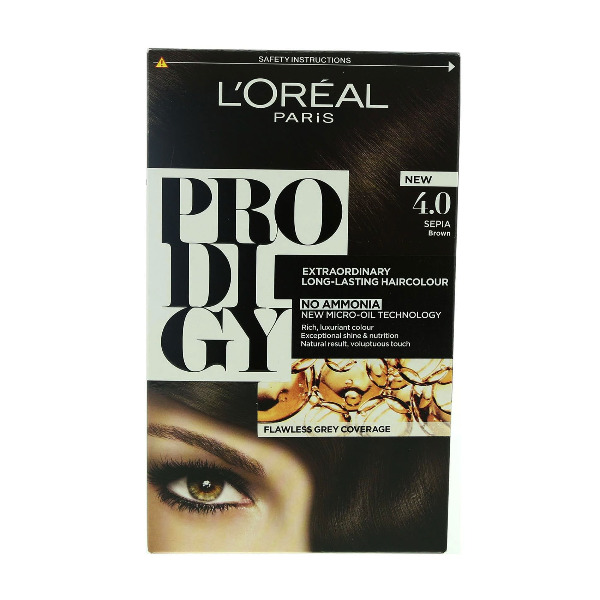 SAFETY INSTRUCTIONS
L'ORÉAL
PARiS
NEW
4.0
SEPIA
Brown
PRO
DI
GY
EXTRAORDINARY
LONG-LASTING HAIRCOLOUR
NO AMMONIA
NEW MICRO-OIL TECHNOLOGY
Rich, luxuriant colour
Exceptional shine & nutrition
Natural result, voluptuous touch
FLAWLESS GREY COVERAGE